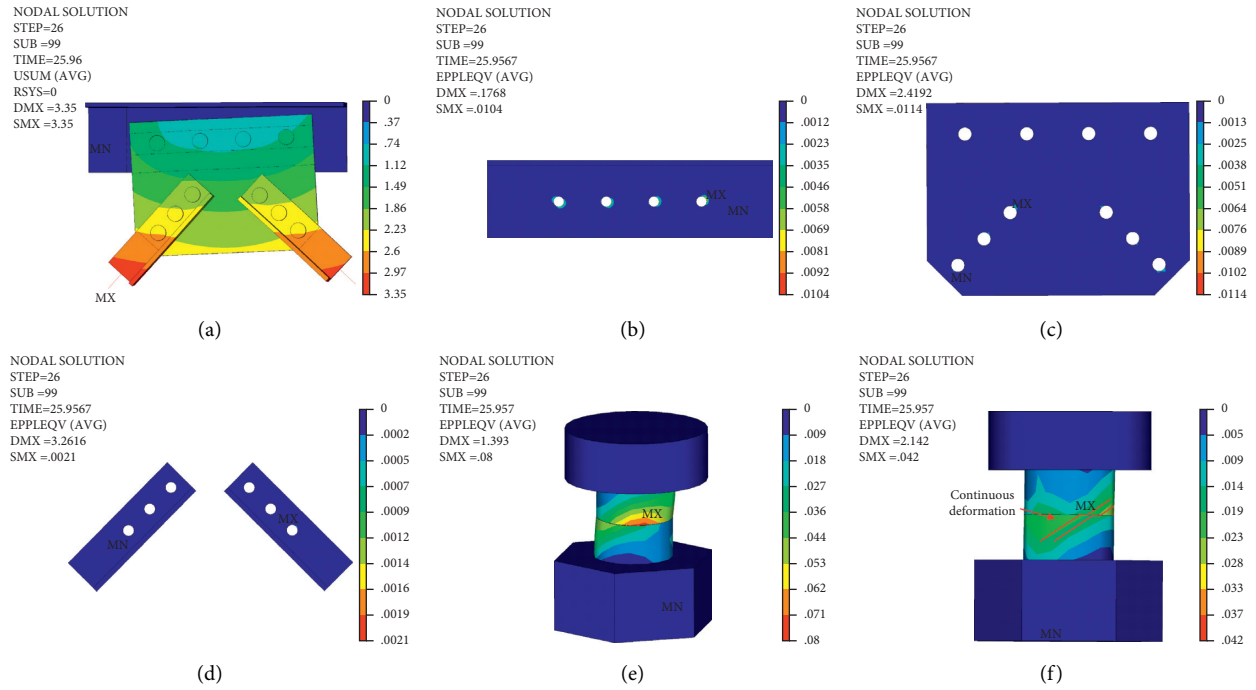 NODAL SOLUTION
STEP=26
SUB =99
TIME=25.96
USUM (AVG)
RSYS=0
DMX=3.35
SMX=3.35
MN
MX
0
.37
.74
1.12
1.49
1.86
2.23
2.6
2.97
3.35
(a)
NODAL SOLUTION
STEP=26
SUB =99
TIME=25.9567
EPPLEQV (AVG)
DMX=.1768
SMX=.0104
MX
MN
0
.0012
.0023
.0035
.0046
.0058
.0069
.0081
.0092
.0104
(b)
NODAL SOLUTION
STEP=26
SUB =99
TIME=25.9567
EPPLEQV (AVG)
DMX=2.4192
SMX=.0114
MX
MN
0
.0013
.0025
.0038
.0051
.0064
.0076
.0089
.0102
.0114
(c)
NODAL SOLUTION
STEP=26
SUB =99
TIME=25.9567
EPPLEQV (AVG)
DMX=3.2616
SMX=.0021
MX
MN
0
.0002
.0005
.0007
.0009
.0012
.0014
.0016
.0019
.0021
(d)
NODAL SOLUTION
STEP=26
SUB =99
TIME=25.957
EPPLEQV (AVG)
DMX=1.393
SMX=.08
MX
MN
0
.009
.018
.027
.036
.044
.053
.062
.071
.08
(e)
NODAL SOLUTION
STEP=26
SUB =99
TIME=25.957
EPPLEQV (AVG)
DMX=2.142
SMX=.042
Continuous
deformation
MX
MN
0
.005
.009
.014
.019
.023
.028
.033
.037
.042
(f)